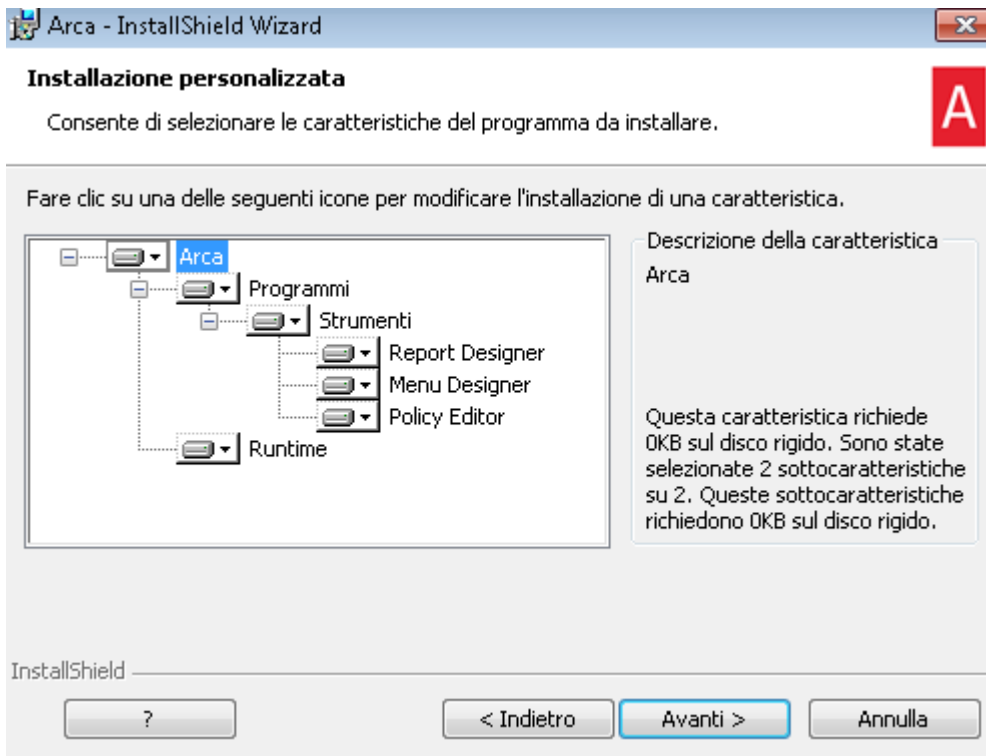 Arca - InstallShield Wizard
Installazione personalizzata
Consente di selezionare le caratteristiche del programma da installare.
A
Fare clic su una delle seguenti icone per modificare l'installazione di una caratteristica.
Arca
Programmi
Strumenti
Report Designer
Menu Designer
Policy Editor
Runtime
Descrizione della caratteristica
Arca
Questa caratteristica richiede
0KB sul disco rigido. Sono state
selezionate 2 sottocaratteristiche
su 2. Queste sottocaratteristiche
richiedono 0KB sul disco rigido.
InstallShield
?
< Indietro
Avanti >
Annulla